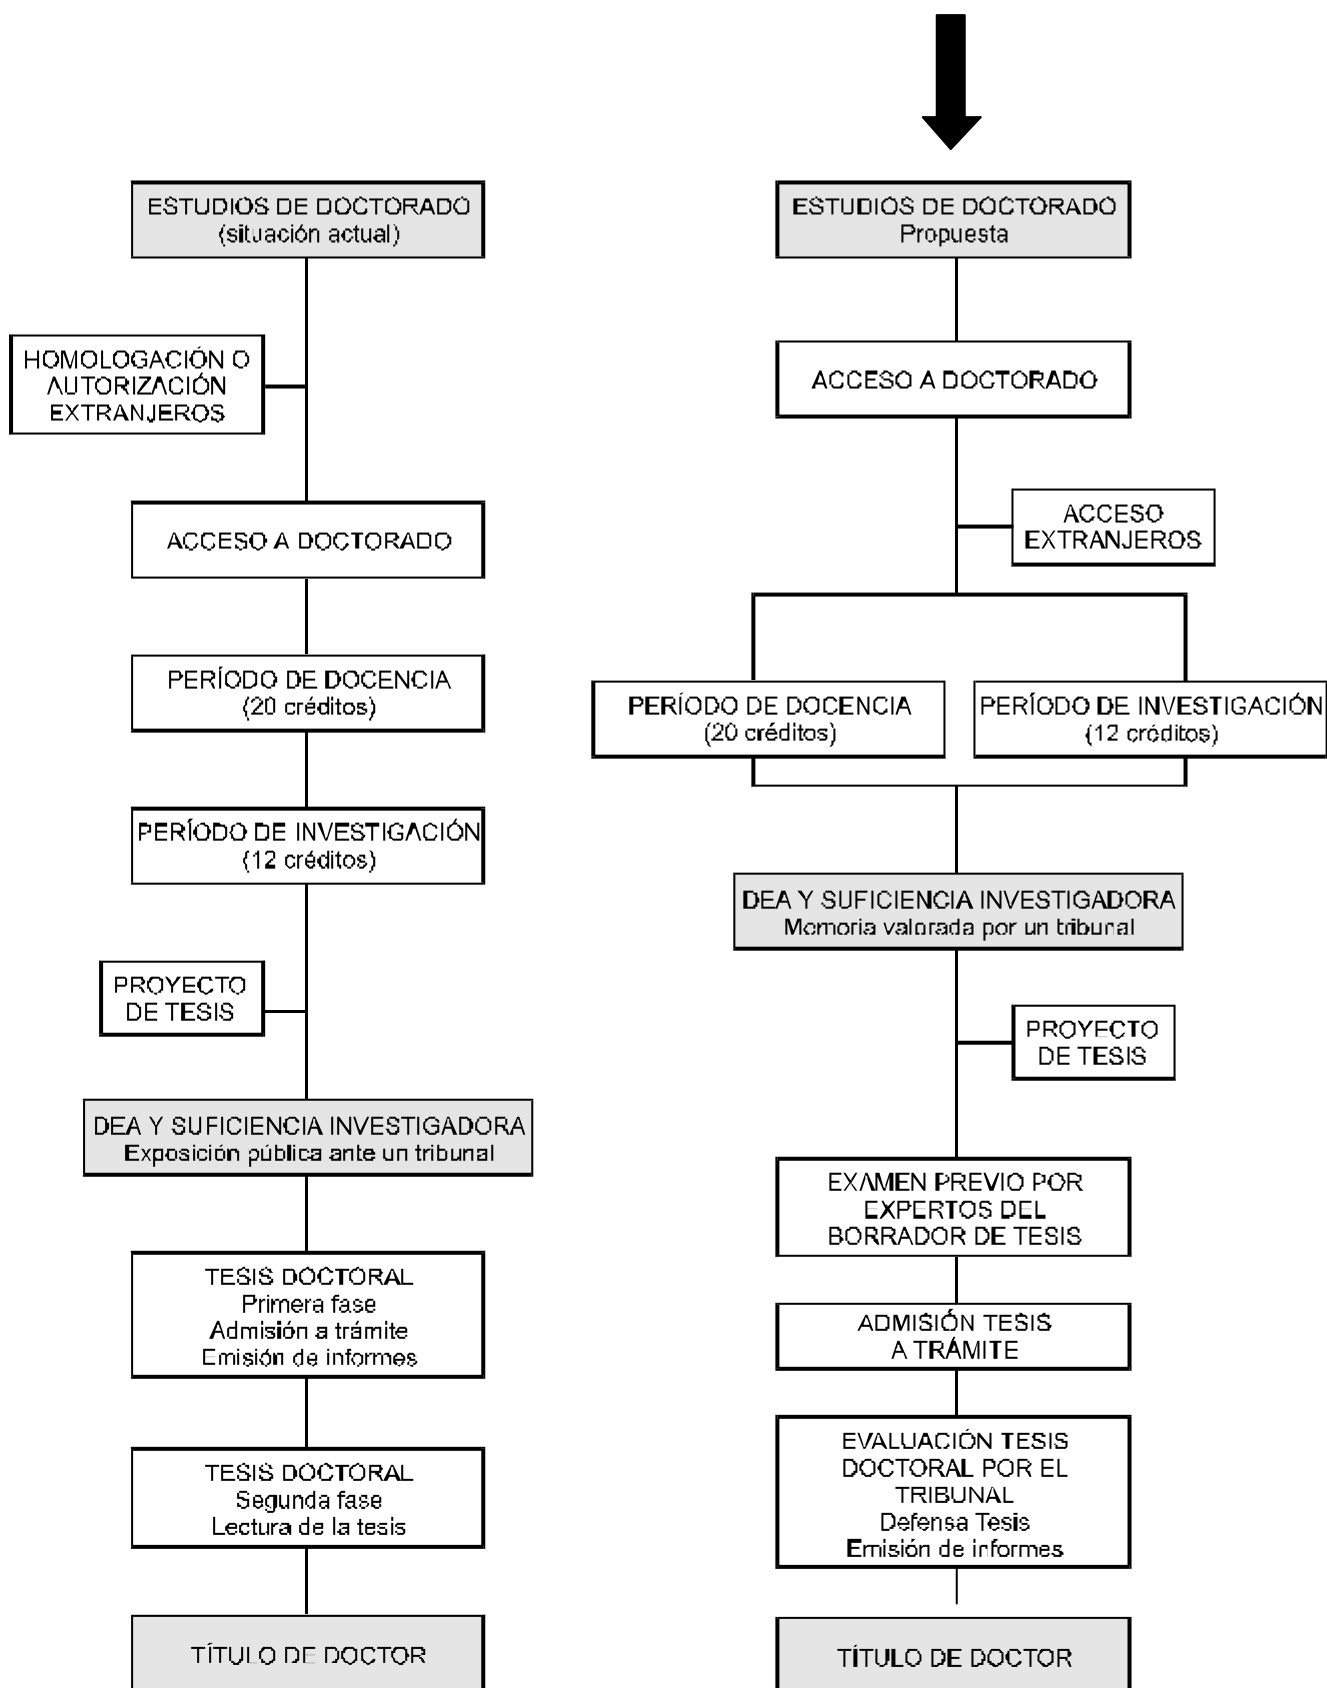 ESTUDIOS DE DOCTORADO
(situación actual)
HOMOLOGACIÓN O
AUTORIZACIÓN
EXTRANJEROS
ACCESO A DOCTORADO
PERÍODO DE DOCENCIA
(20 créditos)
PERÍODO DE INVESTIGACIÓN
(12 créditos)
PROYECTO
DE TESIS
DEA Y SUFICIENCIA INVESTIGADORA
Exposición pública ante un tribunal
TESIS DOCTORAL
Primera fase
Admisión a trámite
Emisión de informes
TESIS DOCTORAL
Segunda fase
Lectura de la tesis
TÍTULO DE DOCTOR
ESTUDIOS DE DOCTORADO
Propuesta
ACCESO A DOCTORADO
ACCESO
EXTRANJEROS
PERÍODO DE DOCENCIA
(20 créditos)
PERÍODO DE INVESTIGACIÓN
(12 créditos)
DEA Y SUFICIENCIA INVESTIGADORA
Memoria valorada por un tribunal
PROYECTO
DE TESIS
EXAMEN PREVIO POR
EXPERTOS DEL
BORRADOR DE TESIS
ADMISIÓN TESIS
A TRÁMITE
EVALUACIÓN TESIS
DOCTORAL POR EL
TRIBUNAL
Defensa Tesis
Emisión de informes
TÍTULO DE DOCTOR